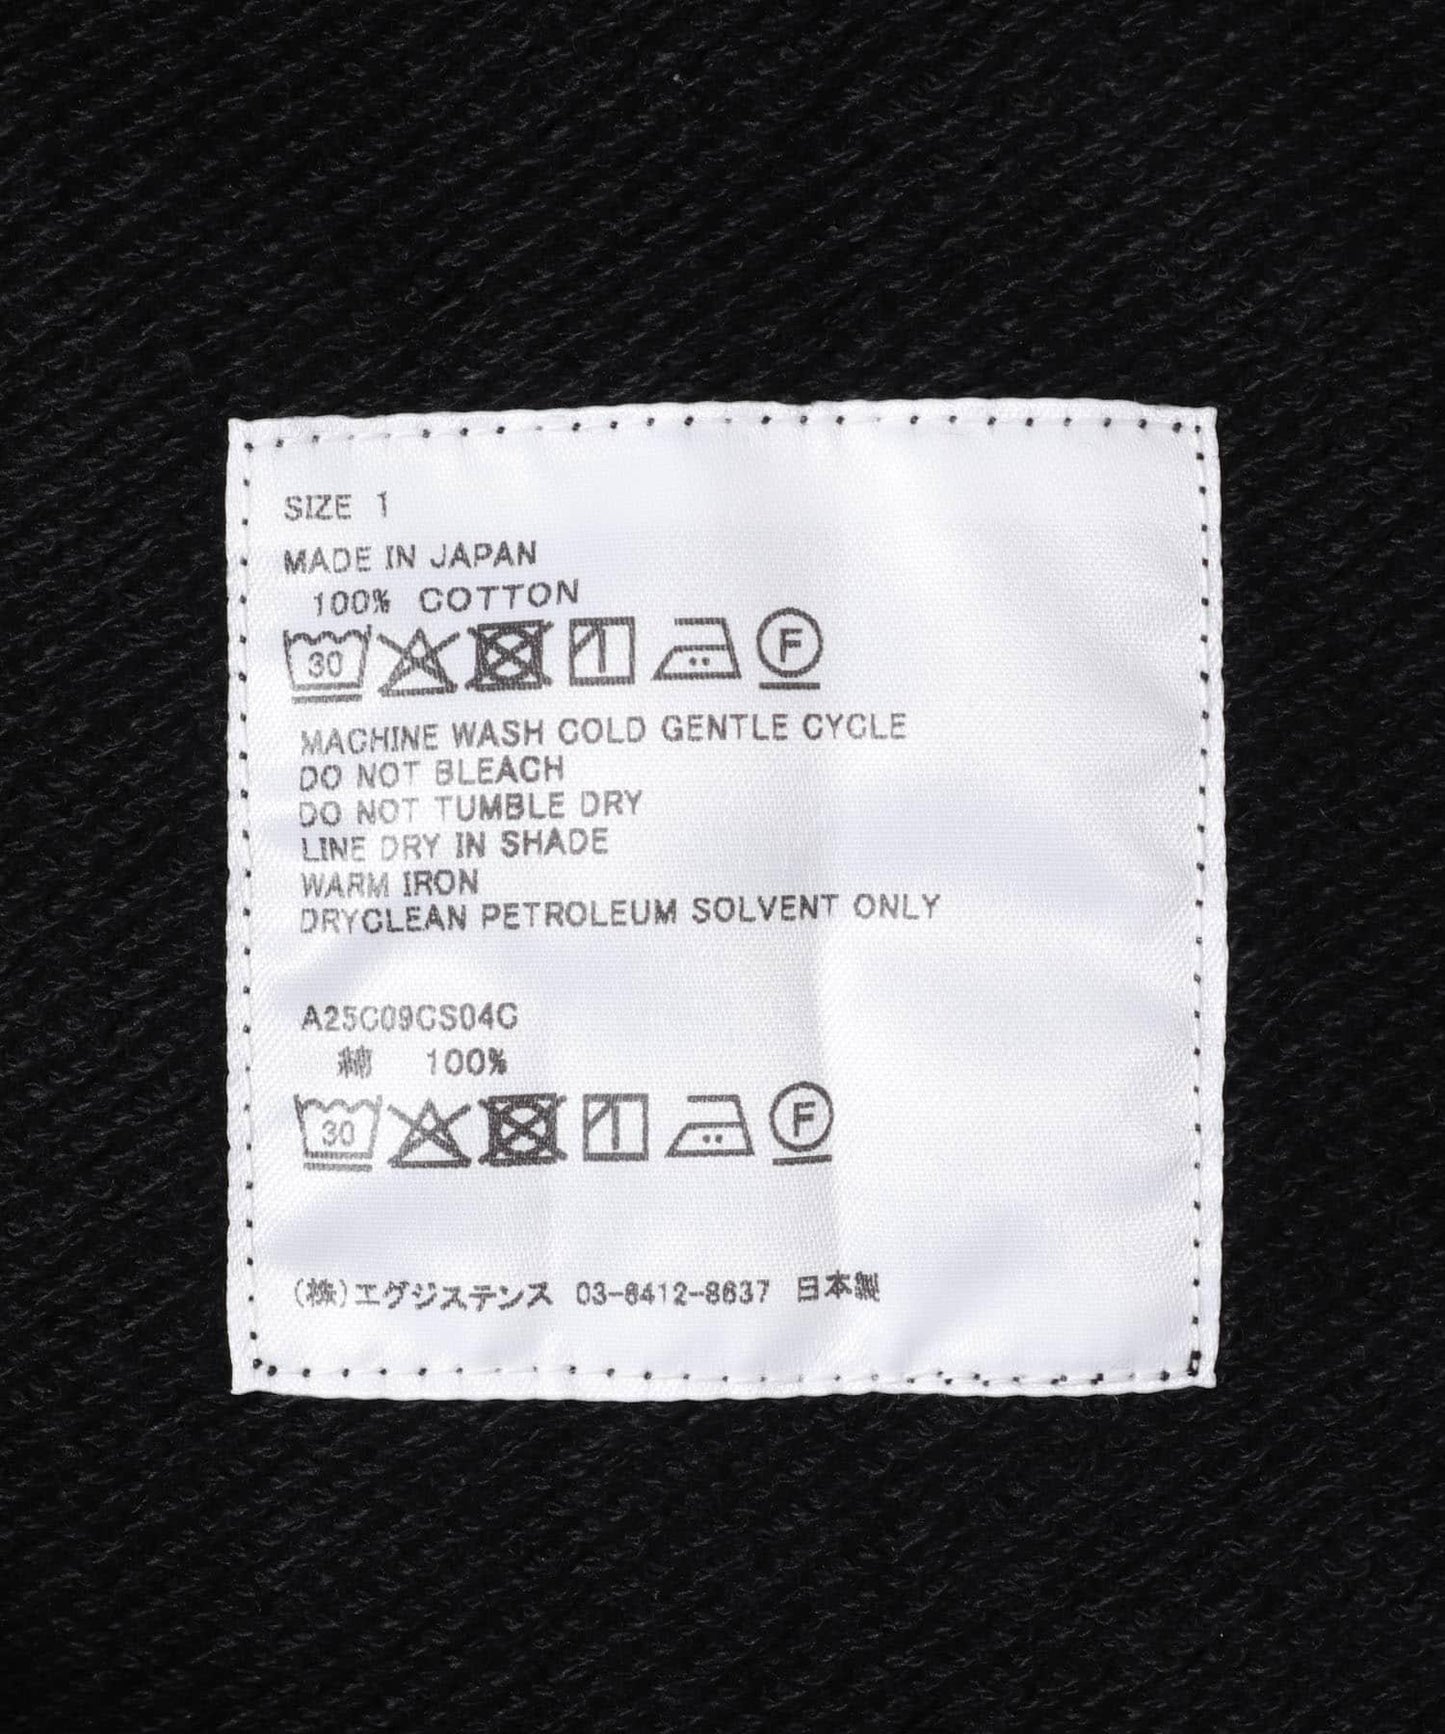 SIZE 1
MADE IN JAPAN
100% COTTON
30 F
MACHINE WASH COLD GENTLE CYCLE
DO NOT BLEACH
DO NOT TUMBLE DRY
LINE DRY IN SHADE
WARM IRON
DRYCLEAN PETROLEUM SOLVENT ONLY
A25C09CS04C
綿 100%
30 F
(株)エグジステンス 03-6412-8637 日本製